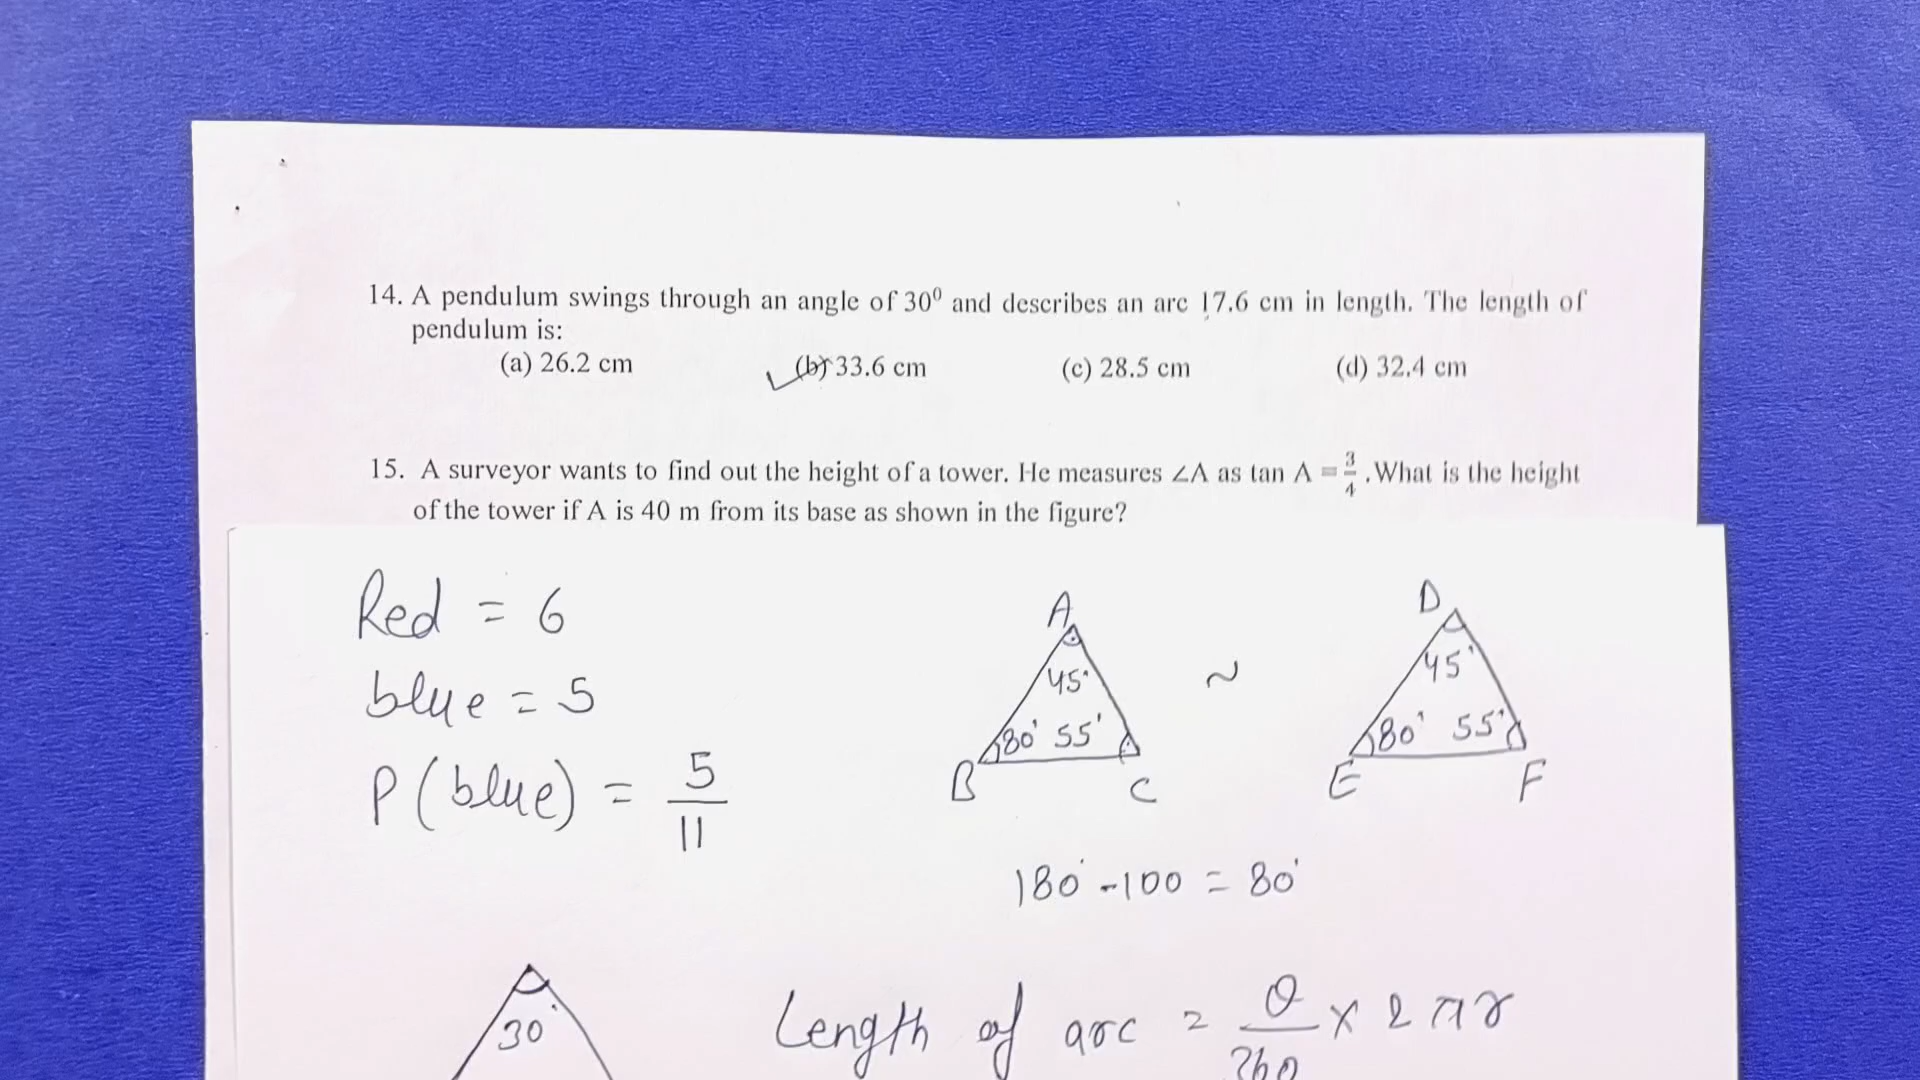 14. A pendulum swings through an angle of 30⁰ and describes an arc 17.6 cm in length. The length of
pendulum is:
(a) 26.2 cm (b) 33.6 cm (c) 28.5 cm (d) 32.4 cm
15. A surveyor wants to find out the height of a tower. He measures ∠A as tan A = 3/4 . What is the height
of the tower if A is 40 m from its base as shown in the figure?
Red = 6
blue = 5
P(blue) = 5/11
A
45°
80° 55°
B C
~
D
45°
80° 55°
E F
180° - 100 = 80°
30°
Length of arc = θ/360 × 2πr